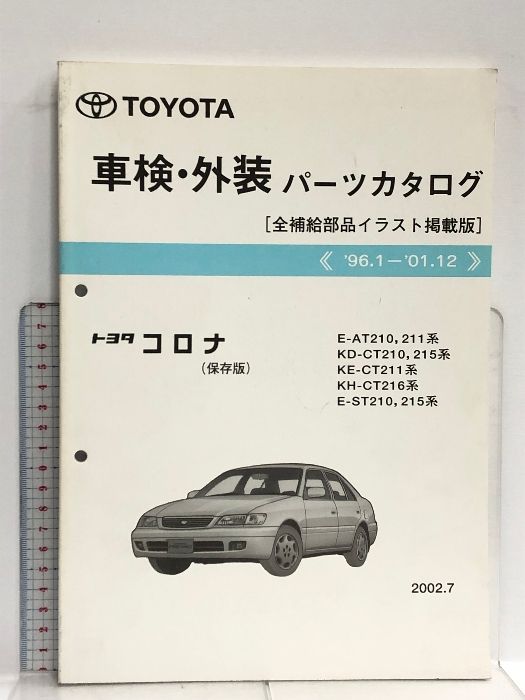 TOYOTA
車検・外装 パーツカタログ
[全補給部品イラスト掲載版]
《 '96.1－'01.12 》
トヨタ コロナ
(保存版)
E-AT210, 211系
KD-CT210, 215系
KE-CT211系
KH-CT216系
E-ST210, 215系
2002.7